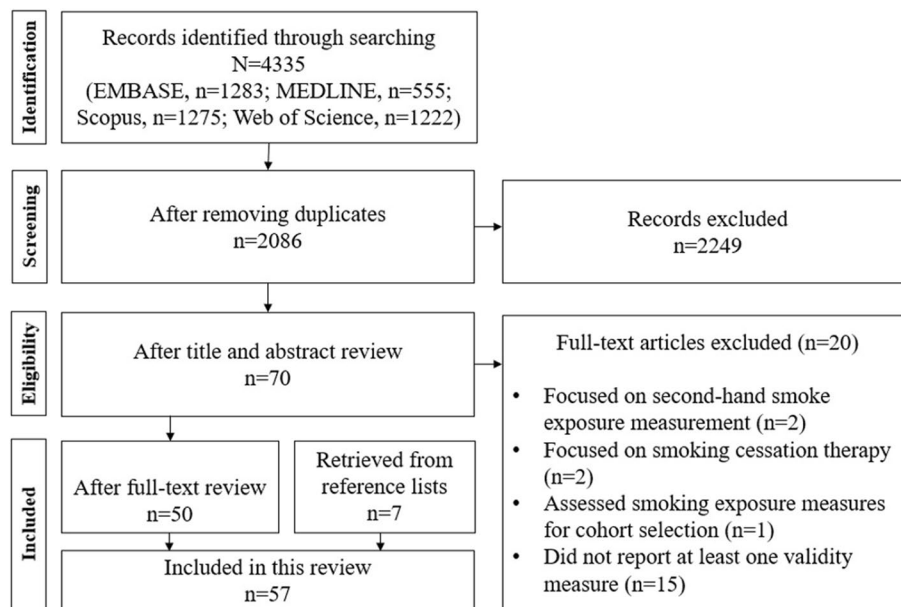 Identification
Records identified through searching
N=4335
(EMBASE, n=1283; MEDLINE, n=555;
Scopus, n=1275; Web of Science, n=1222)
Screening
After removing duplicates
n=2086
Records excluded
n=2249
Eligibility
After title and abstract review
n=70
Full-text articles excluded (n=20)
• Focused on second-hand smoke
exposure measurement (n=2)
• Focused on smoking cessation therapy
(n=2)
• Assessed smoking exposure measures
for cohort selection (n=1)
• Did not report at least one validity
measure (n=15)
Included
After full-text review
n=50
Retrieved from
reference lists
n=7
Included in this review
n=57